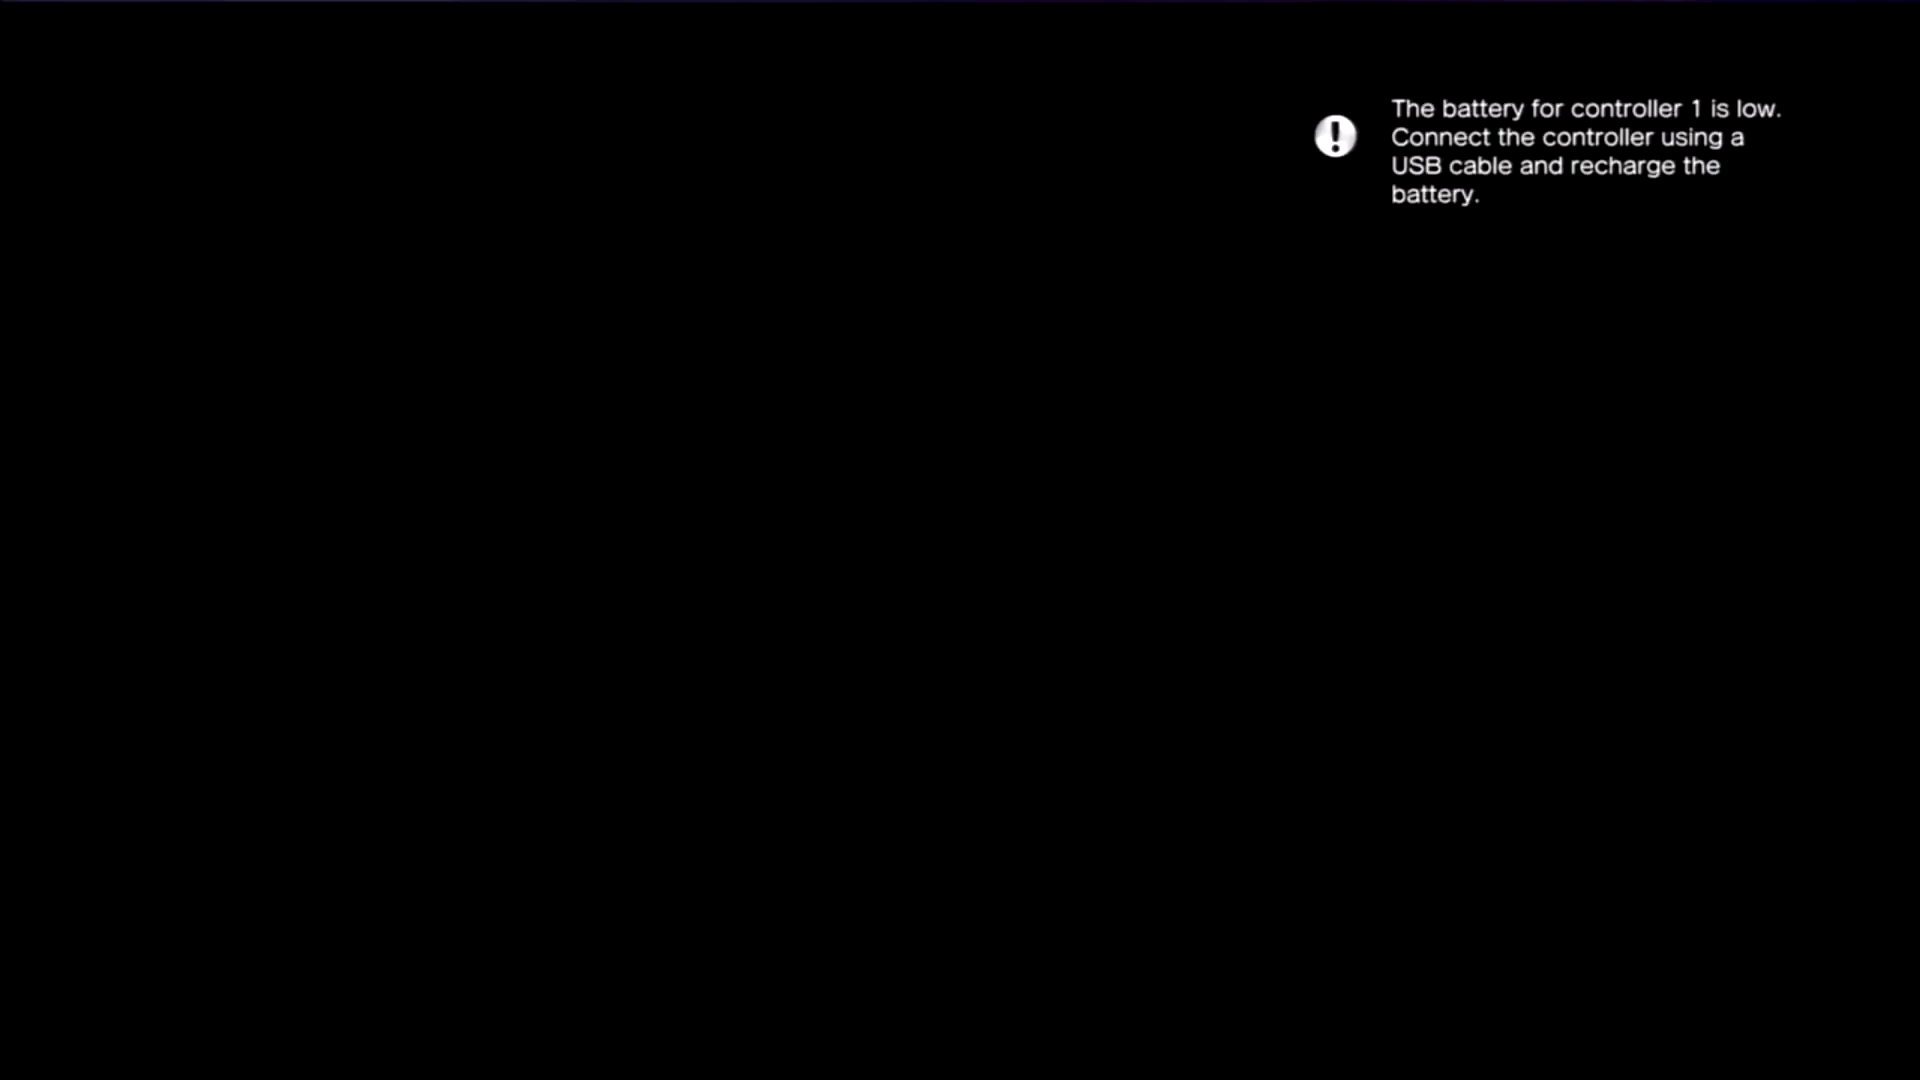 The battery for controller 1 is low.
Connect the controller using a
USB cable and recharge the
battery.